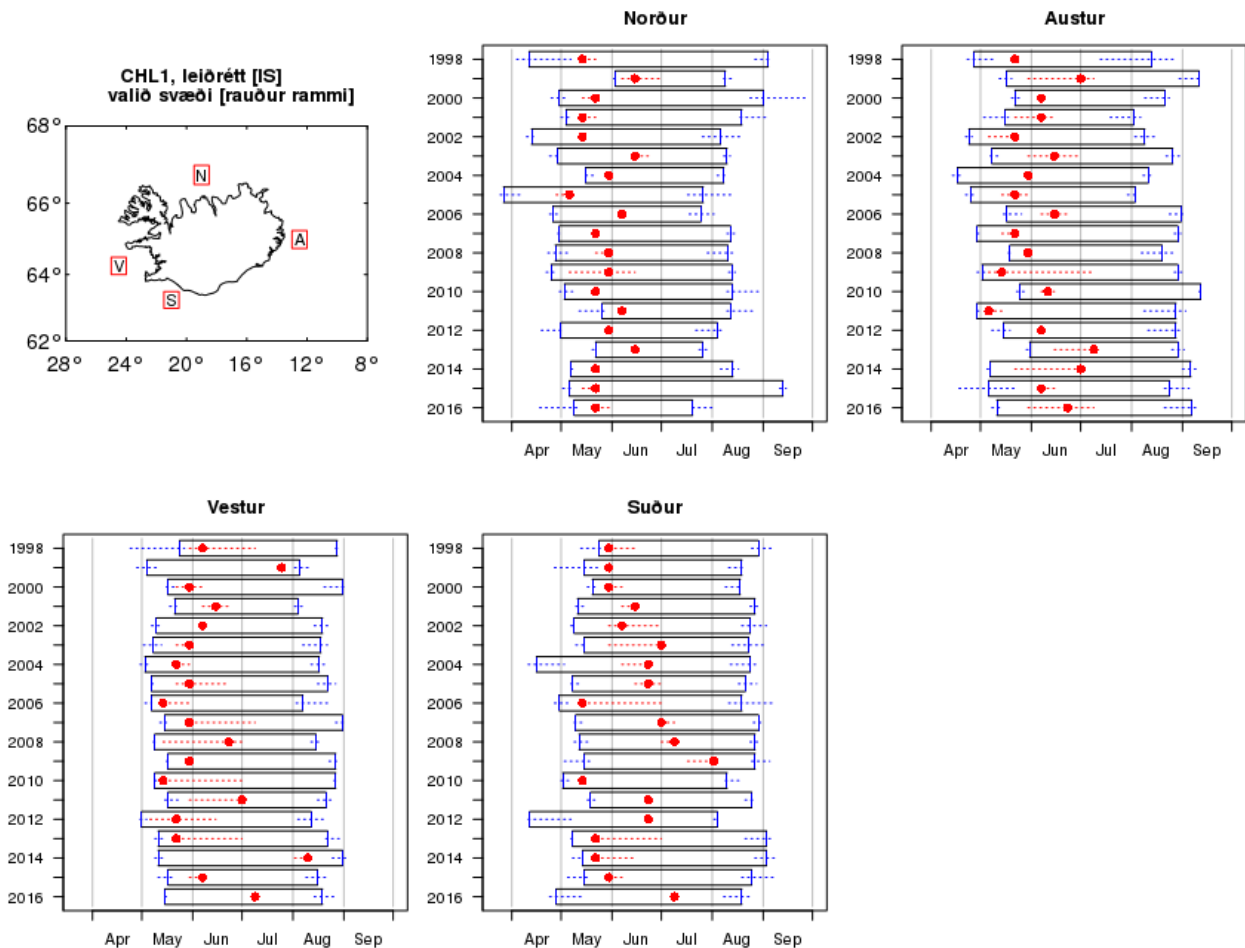 CHL1, leiðrétt [IS]
valið svæði [rauður rammi]
68°
66°
64°
62°
28° 24° 20° 16° 12° 8°
N
A
V
S
Norður
1998
2000
2002
2004
2006
2008
2010
2012
2014
2016
Apr May Jun Jul Aug Sep
Austur
1998
2000
2002
2004
2006
2008
2010
2012
2014
2016
Apr May Jun Jul Aug Sep
Vestur
1998
2000
2002
2004
2006
2008
2010
2012
2014
2016
Apr May Jun Jul Aug Sep
Suður
1998
2000
2002
2004
2006
2008
2010
2012
2014
2016
Apr May Jun Jul Aug Sep